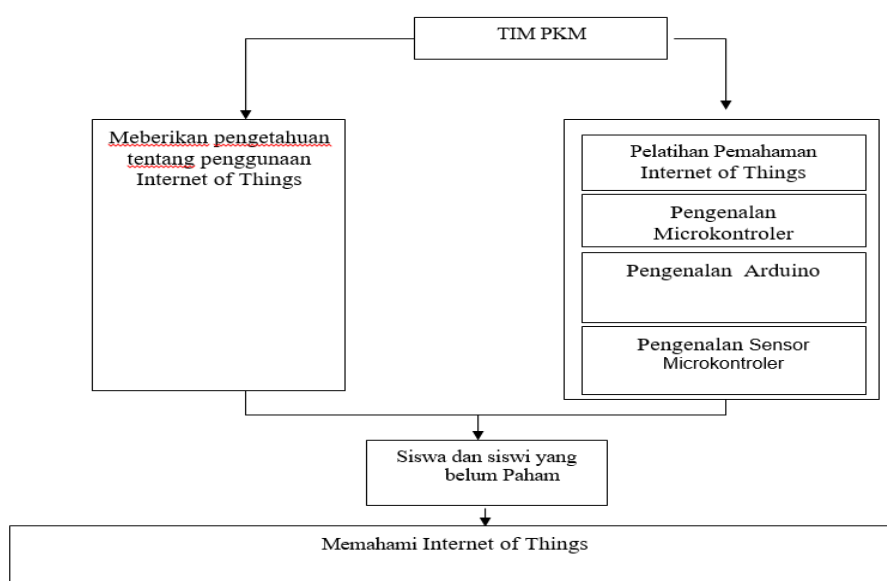 TIM PKM
Meberikan pengetahuan
tentang penggunaan
Internet of Things
Pelatihan Pemahaman
Internet of Things
Pengenalan
Microkontroler
Pengenalan Arduino
Pengenalan Sensor
Microkontroler
Siswa dan siswi yang
belum Paham
Memahami Internet of Things